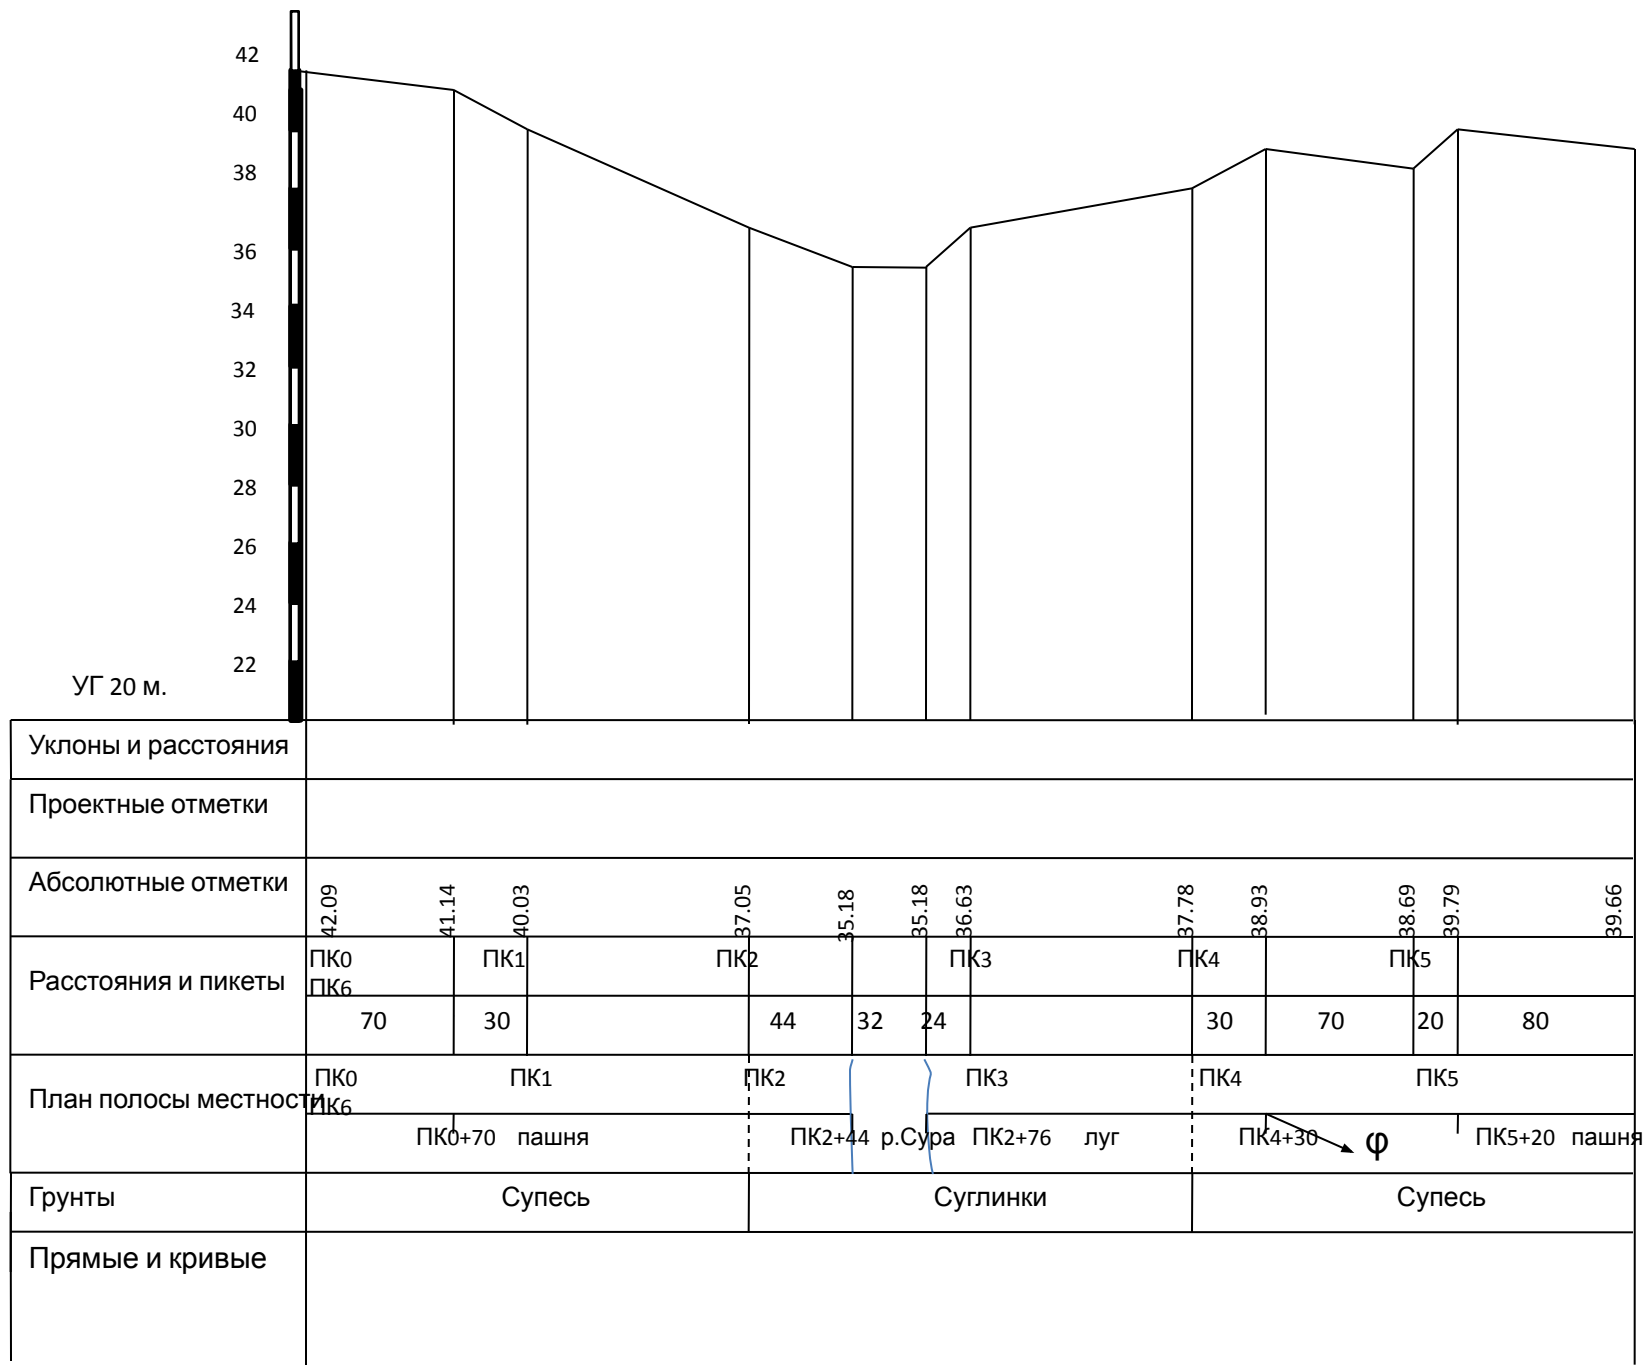 42
40
38
36
34
32
30
28
26
24
22
УГ 20 м.
Уклоны и расстояния
Проектные отметки
Абсолютные отметки
42.09 41.14 40.03 37.05 35.18 35.18 36.63 37.78 38.93 38.69 39.79 39.66
Расстояния и пикеты
ПК0 ПК1 ПК2 ПК3 ПК4 ПК5
ПК6
70 30 44 32 24 30 70 20 80
План полосы местности
ПК0 ПК1 ПК2 ПК3 ПК4 ПК5
ПК6
ПК0+70 пашня ПК2+44 р.Сура ПК2+76 луг ПК4+30 φ ПК5+20 пашня
Грунты Супесь Суглинки Супесь
Прямые и кривые